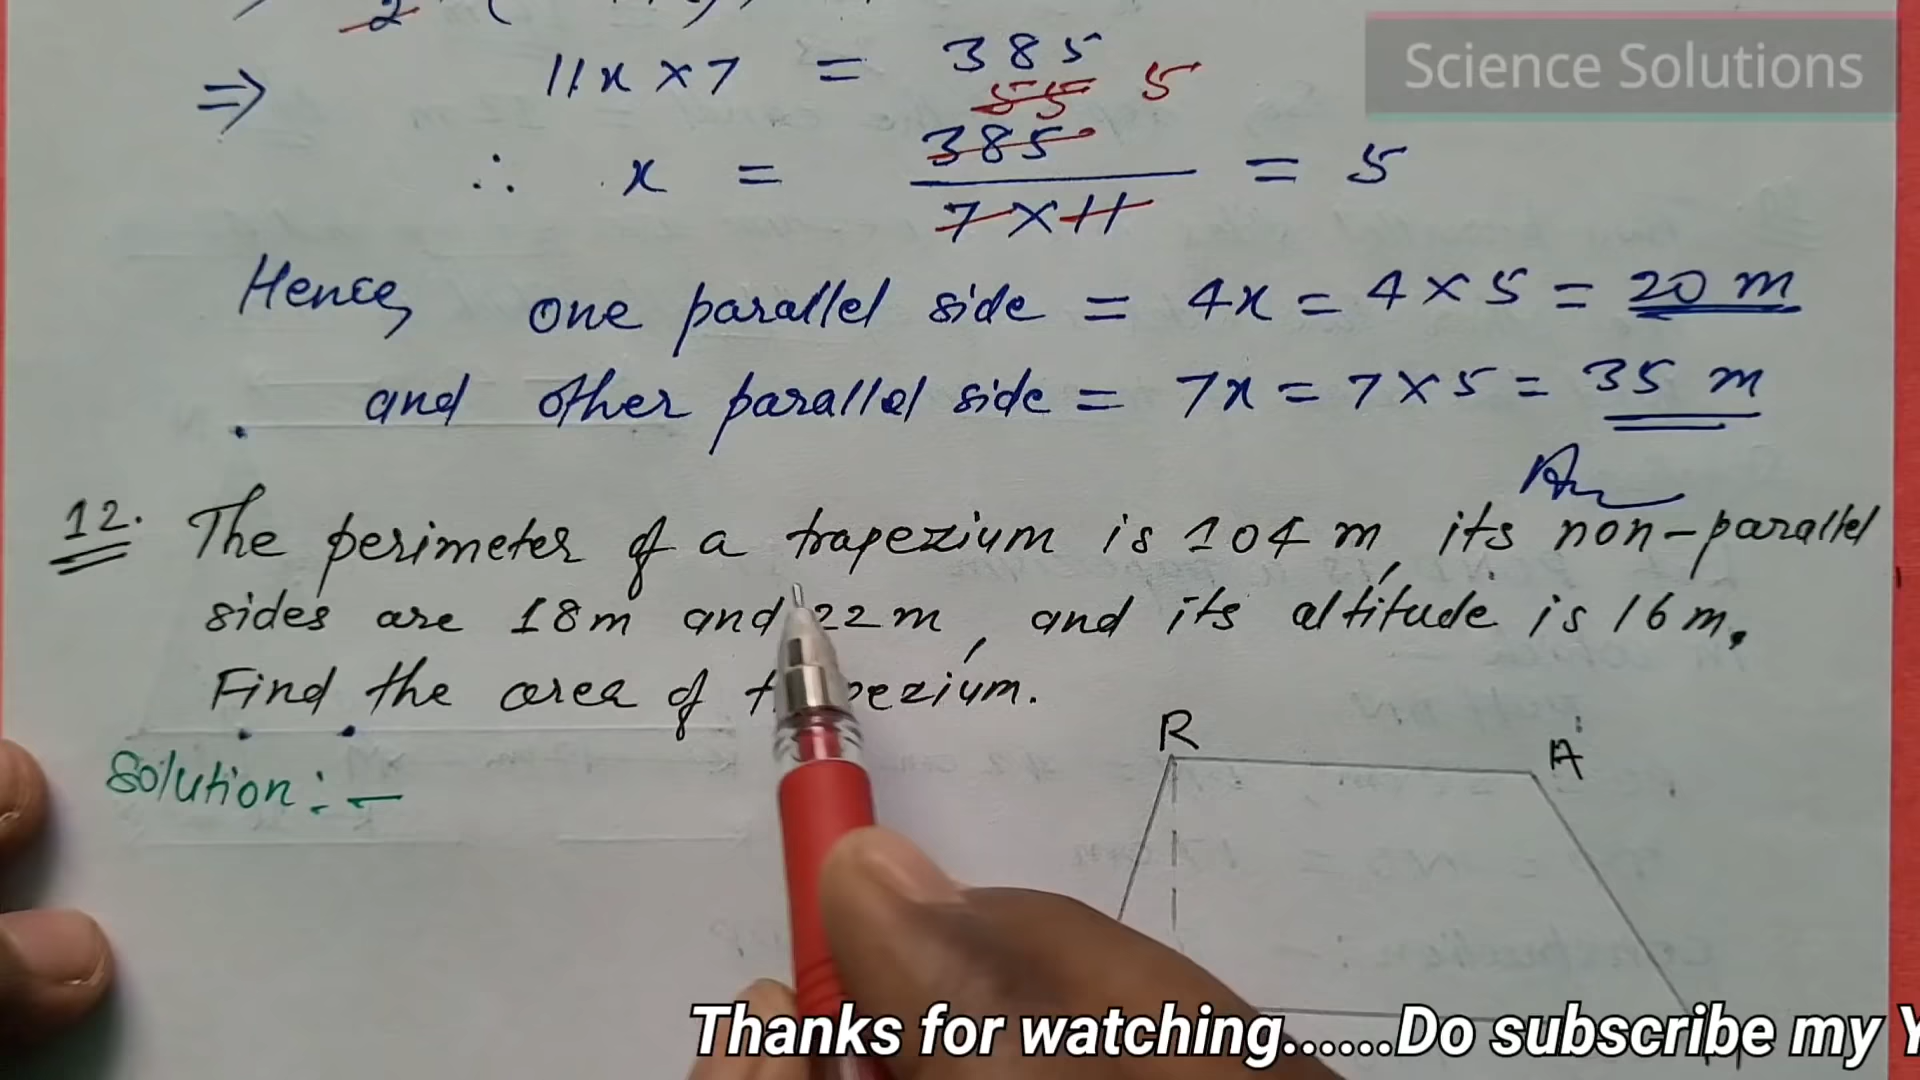 2
Science Solutions
⇒ 11x × 7 = 385
55 5
∴ x = 385 / 7 × 11 = 5
Hence, one parallel side = 4x = 4 × 5 = 20 m
and other parallel side = 7x = 7 × 5 = 35 m
12. The perimeter of a trapezium is 104 m, its non-parallel
sides are 18m and 22m, and its altitude is 16m.
Find the area of
Solution:-
R
A
Thanks for watching......Do subscribe my Y